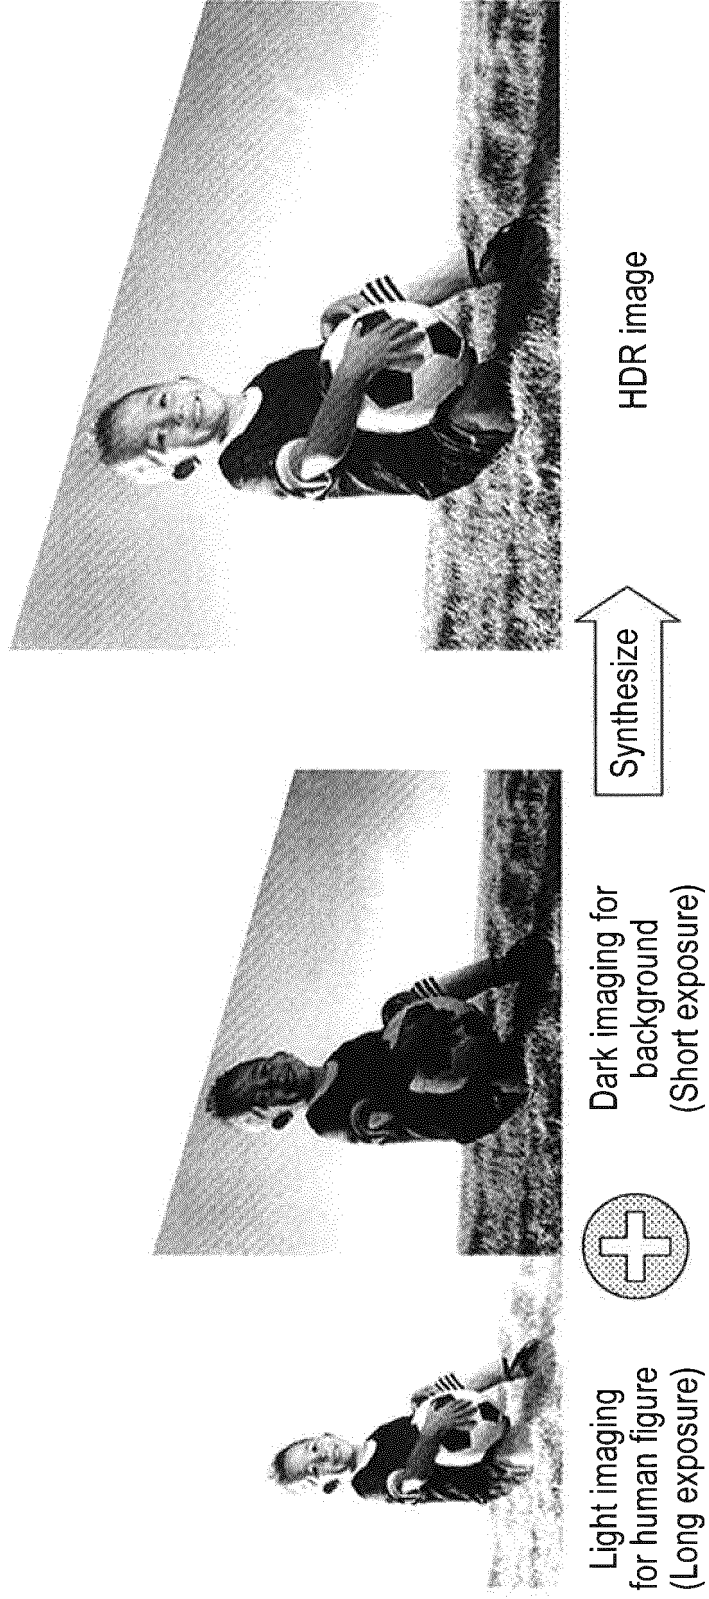 Light imaging
for human figure
(Long exposure)
Dark imaging for
background
(Short exposure)
Synthesize
HDR image